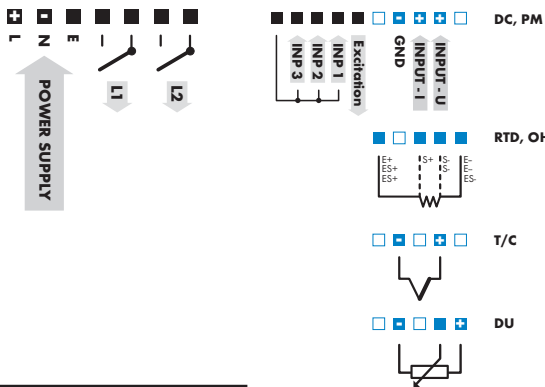 L
N
E
POWER SUPPLY
L1
L2
INP 3
INP 2
INP 1
Excitation
GND
INPUT - I
INPUT - U
DC, PM
RTD, OH
E+
ES+
ES+
S+
S-
S-
E-
E-
ES-
T/C
DU